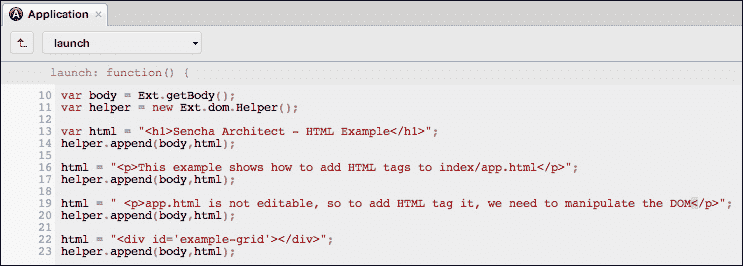 Application ×
launch
launch: function() {
10 var body = Ext.getBody();
11 var helper = new Ext.dom.Helper();
12
13 var html = "<h1>Sencha Architect - HTML Example</h1>";
14 helper.append(body,html);
15
16 html = "<p>This example shows how to add HTML tags to index/app.html</p>";
17 helper.append(body,html);
18
19 html = " <p>app.html is not editable, so to add HTML tag it, we need to manipulate the DOM</p>";
20 helper.append(body,html);
21
22 html = "<div id='example-grid'></div>";
23 helper.append(body,html);